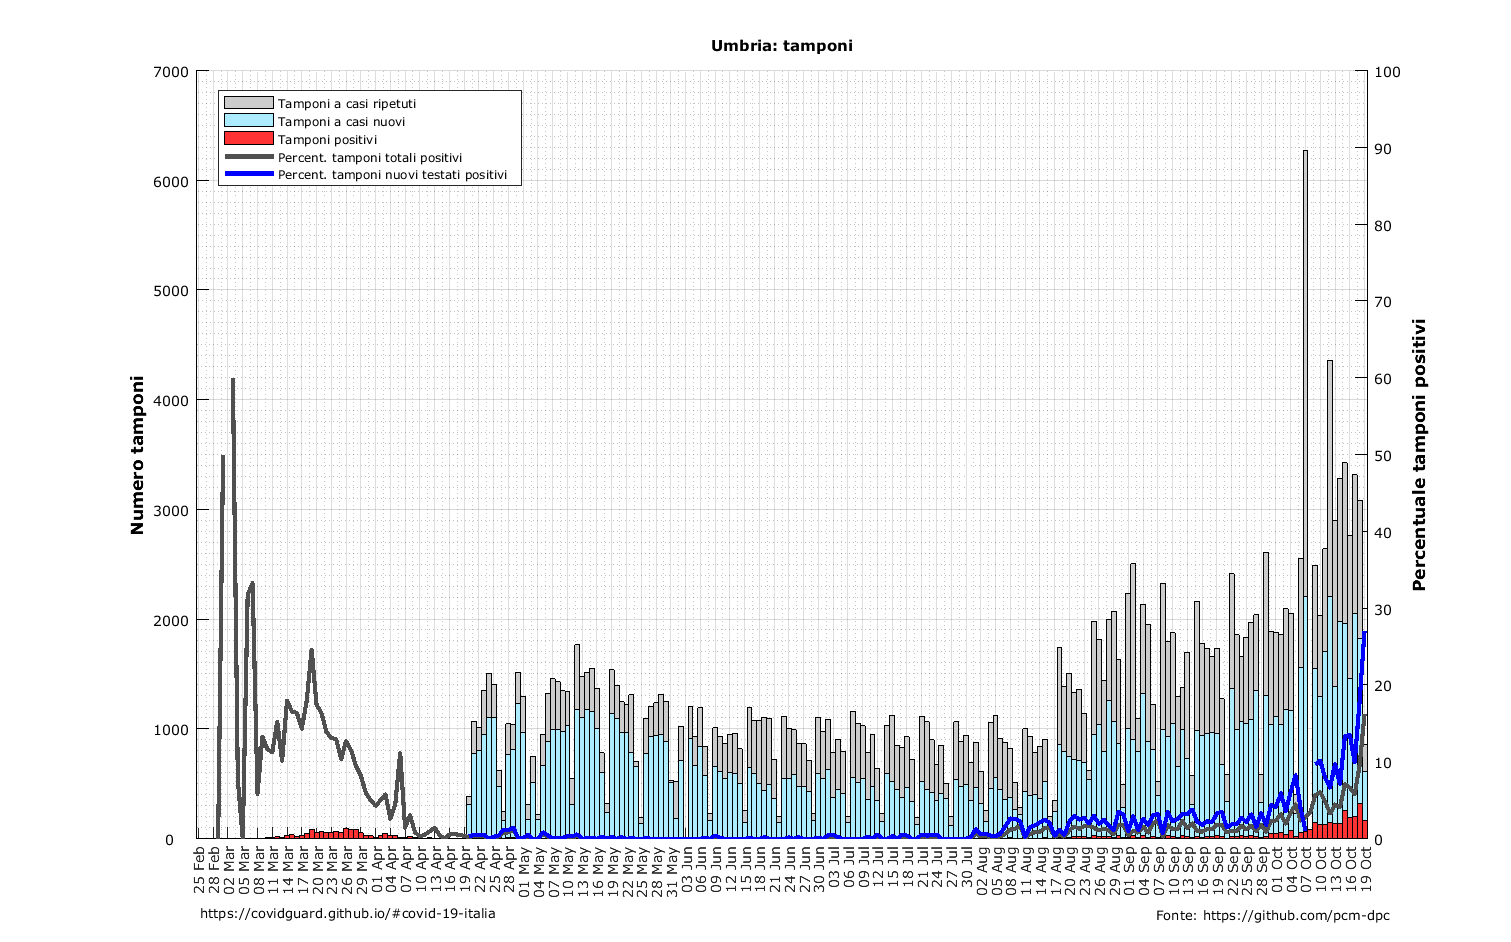 Umbria: tamponi
7000
6000
5000
4000
3000
2000
1000
0
Numero tamponi
Tamponi a casi ripetuti
Tamponi a casi nuovi
Tamponi positivi
Percent. tamponi totali positivi
Percent. tamponi nuovi testati positivi
100
90
80
70
60
50
40
30
20
10
0
Percentuale tamponi positivi
25 Feb
28 Feb
02 Mar
05 Mar
08 Mar
11 Mar
14 Mar
17 Mar
20 Mar
23 Mar
26 Mar
29 Mar
01 Apr
04 Apr
07 Apr
10 Apr
13 Apr
16 Apr
19 Apr
22 Apr
25 Apr
28 Apr
01 May
04 May
07 May
10 May
13 May
16 May
19 May
22 May
25 May
28 May
31 May
03 Jun
06 Jun
09 Jun
12 Jun
15 Jun
18 Jun
21 Jun
24 Jun
27 Jun
30 Jun
03 Jul
06 Jul
09 Jul
12 Jul
15 Jul
18 Jul
21 Jul
24 Jul
27 Jul
30 Jul
02 Aug
05 Aug
08 Aug
11 Aug
14 Aug
17 Aug
20 Aug
23 Aug
26 Aug
29 Aug
01 Sep
04 Sep
07 Sep
10 Sep
13 Sep
16 Sep
19 Sep
22 Sep
25 Sep
28 Sep
01 Oct
04 Oct
07 Oct
10 Oct
13 Oct
16 Oct
19 Oct
https://covidguard.github.io/#covid-19-italia
Fonte: https://github.com/pcm-dpc